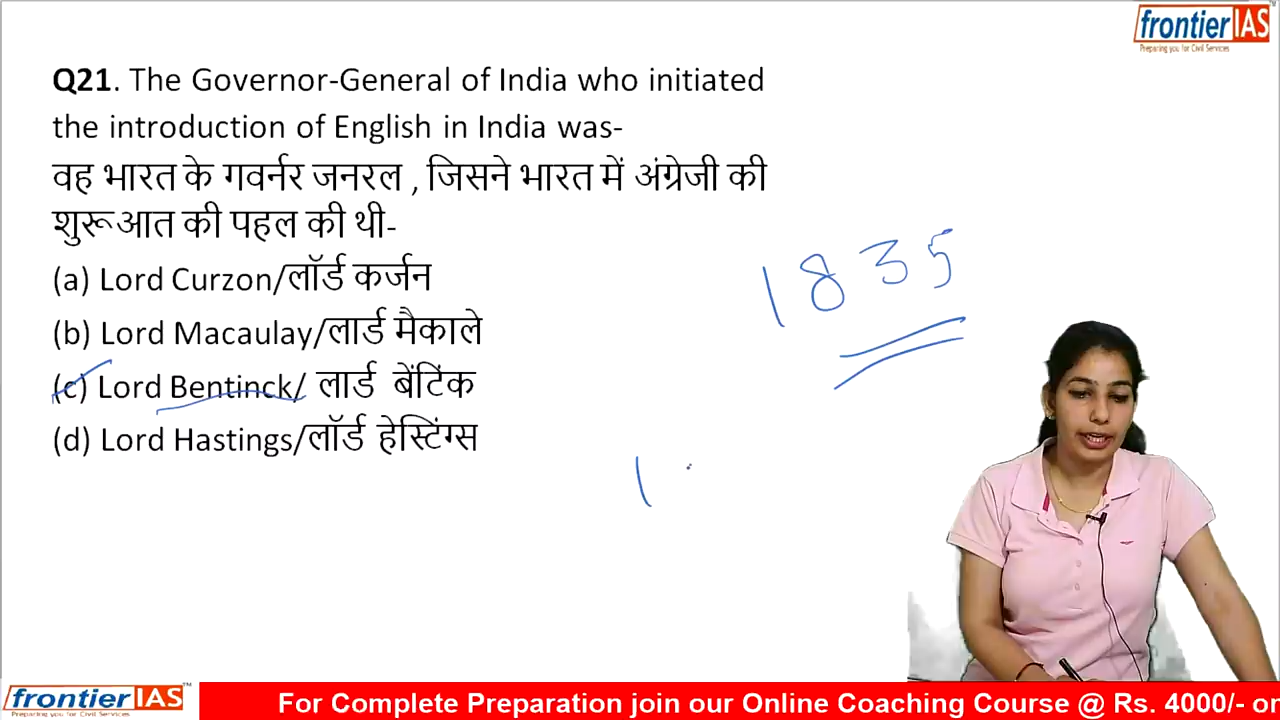 frontierIAS
Preparing you for Civil Services
Q21. The Governor-General of India who initiated
the introduction of English in India was-
वह भारत के गवर्नर जनरल , जिसने भारत में अंग्रेजी की
शुरूआत की पहल की थी-
(a) Lord Curzon/लॉर्ड कर्जन
(b) Lord Macaulay/लार्ड मैकाले
(c) Lord Bentinck/ लार्ड बेंटिंक
(d) Lord Hastings/लॉर्ड हेस्टिंग्स
1835
1
frontierIAS™
Preparing you for Civil Services
For Complete Preparation join our Online Coaching Course @ Rs. 4000/- or